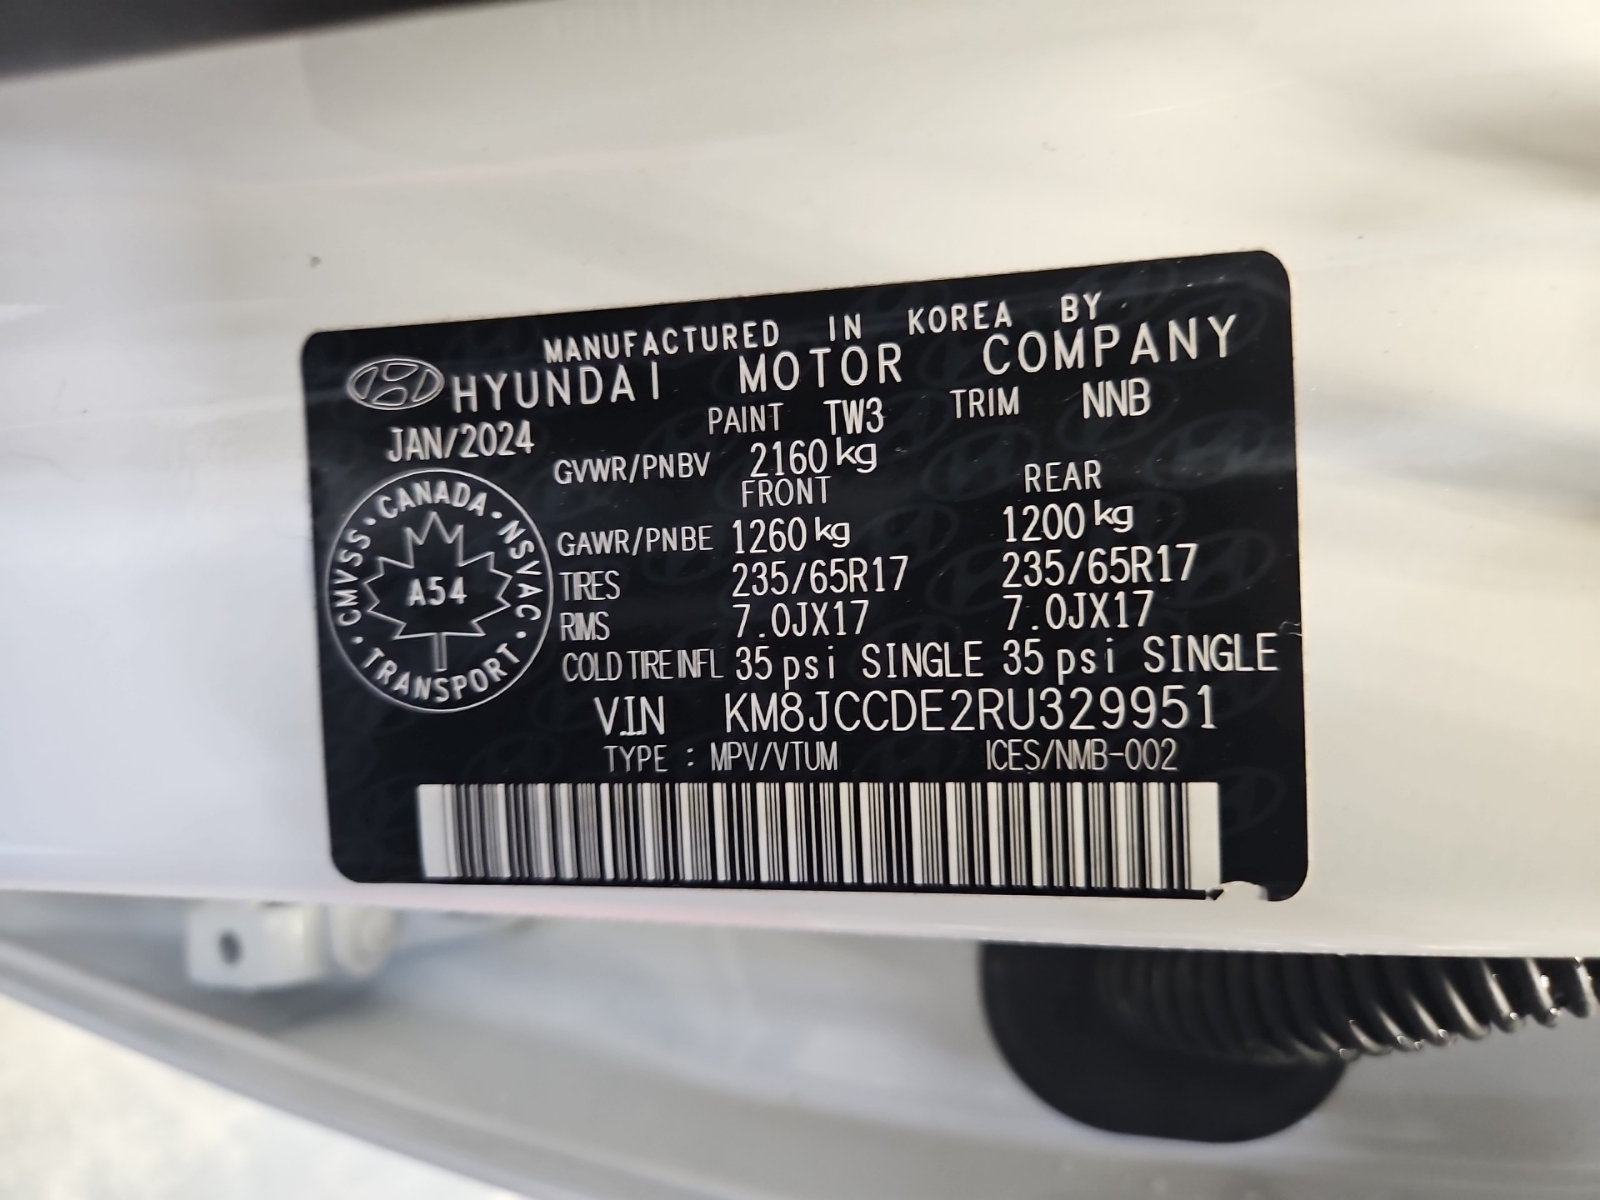 MANUFACTURED IN KOREA BY
HYUNDAI MOTOR COMPANY
JAN/2024 PAINT TW3 TRIM NNB
GVWR/PNBV 2160 kg
FRONT REAR
GAWR/PNBE 1260 kg 1200 kg
TIRES 235/65R17 235/65R17
RIMS 7.0JX17 7.0JX17
COLD TIRE INFL 35 psi SINGLE 35 psi SINGLE
VIN KM8JCCDE2RU329951
TYPE : MPV/VTUM ICES/NMB-002
CANADA · NSVAC · TRANSPORT · CMVSS ·
A54